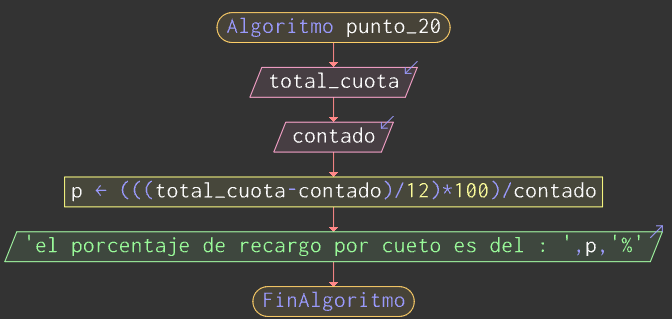 Algoritmo punto_20
total_cuota
contado
p ← (((total_cuota-contado)/12)*100)/contado
'el porcentaje de recargo por cueto es del : ',p,'%'
FinAlgoritmo